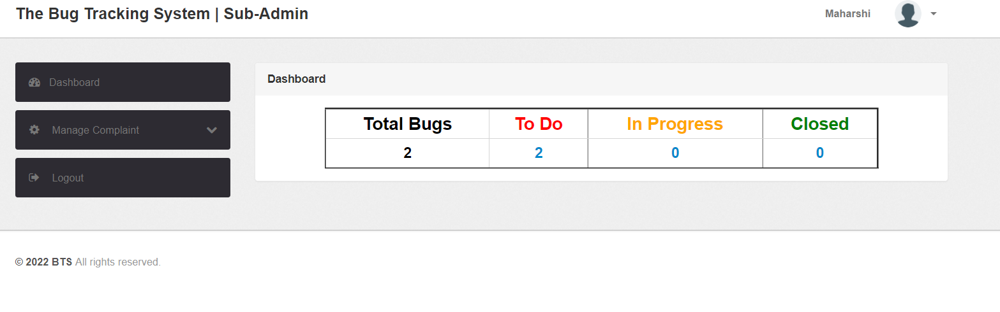 The Bug Tracking System | Sub-Admin
Maharshi
Dashboard
Manage Complaint
Logout
Dashboard
Total Bugs To Do In Progress Closed
2 2 0 0
© 2022 BTS All rights reserved.